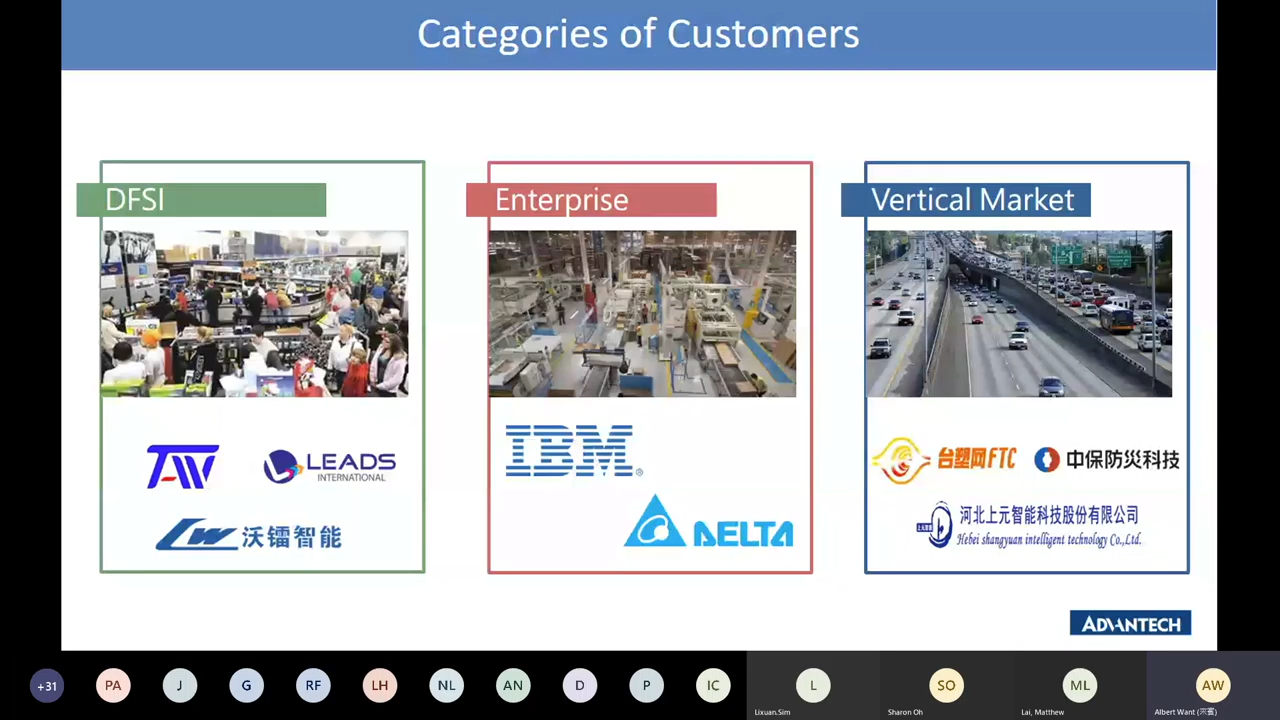 Categories of Customers
DFSI
Enterprise
Vertical Market
TAV
LEADS
INTERNATIONAL
LW沃镭智能
IBM®
DELTA
台塑网FTC
中保防災科技
河北上元智能科技股份有限公司
Hebei shangyuan intelligent technology Co.,Ltd.
ADVANTECH
+31
PA
J
G
RF
LH
NL
AN
D
P
IC
L
SO
ML
AW
Lixuan.Sim
Sharon Oh
Lai, Matthew